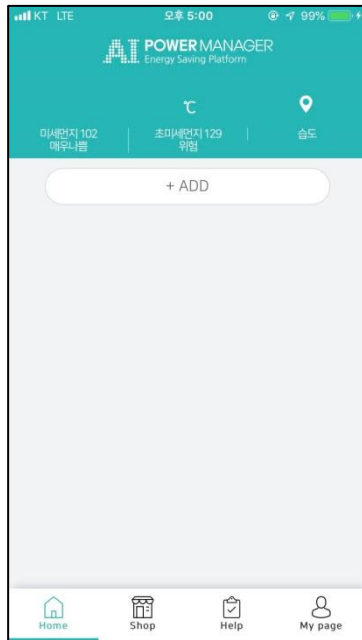 KT LTE 오후 5:00 99%
AI POWER MANAGER
Energy Saving Platform
℃
미세먼지 102 초미세먼지 129 습도
매우나쁨 위험
+ ADD
Home Shop Help My page